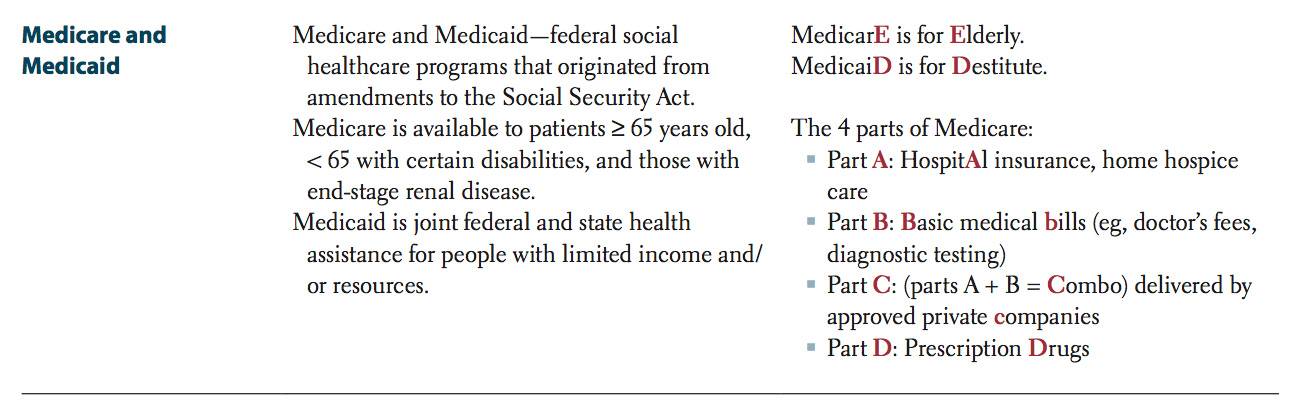 Medicare and
Medicaid
Medicare and Medicaid—federal social
healthcare programs that originated from
amendments to the Social Security Act.
Medicare is available to patients ≥ 65 years old,
< 65 with certain disabilities, and those with
end-stage renal disease.
Medicaid is joint federal and state health
assistance for people with limited income and/
or resources.
MedicarE is for Elderly.
MedicaiD is for Destitute.
The 4 parts of Medicare:
▪ Part A: HospitAl insurance, home hospice
care
▪ Part B: Basic medical bills (eg, doctor’s fees,
diagnostic testing)
▪ Part C: (parts A + B = Combo) delivered by
approved private companies
▪ Part D: Prescription Drugs